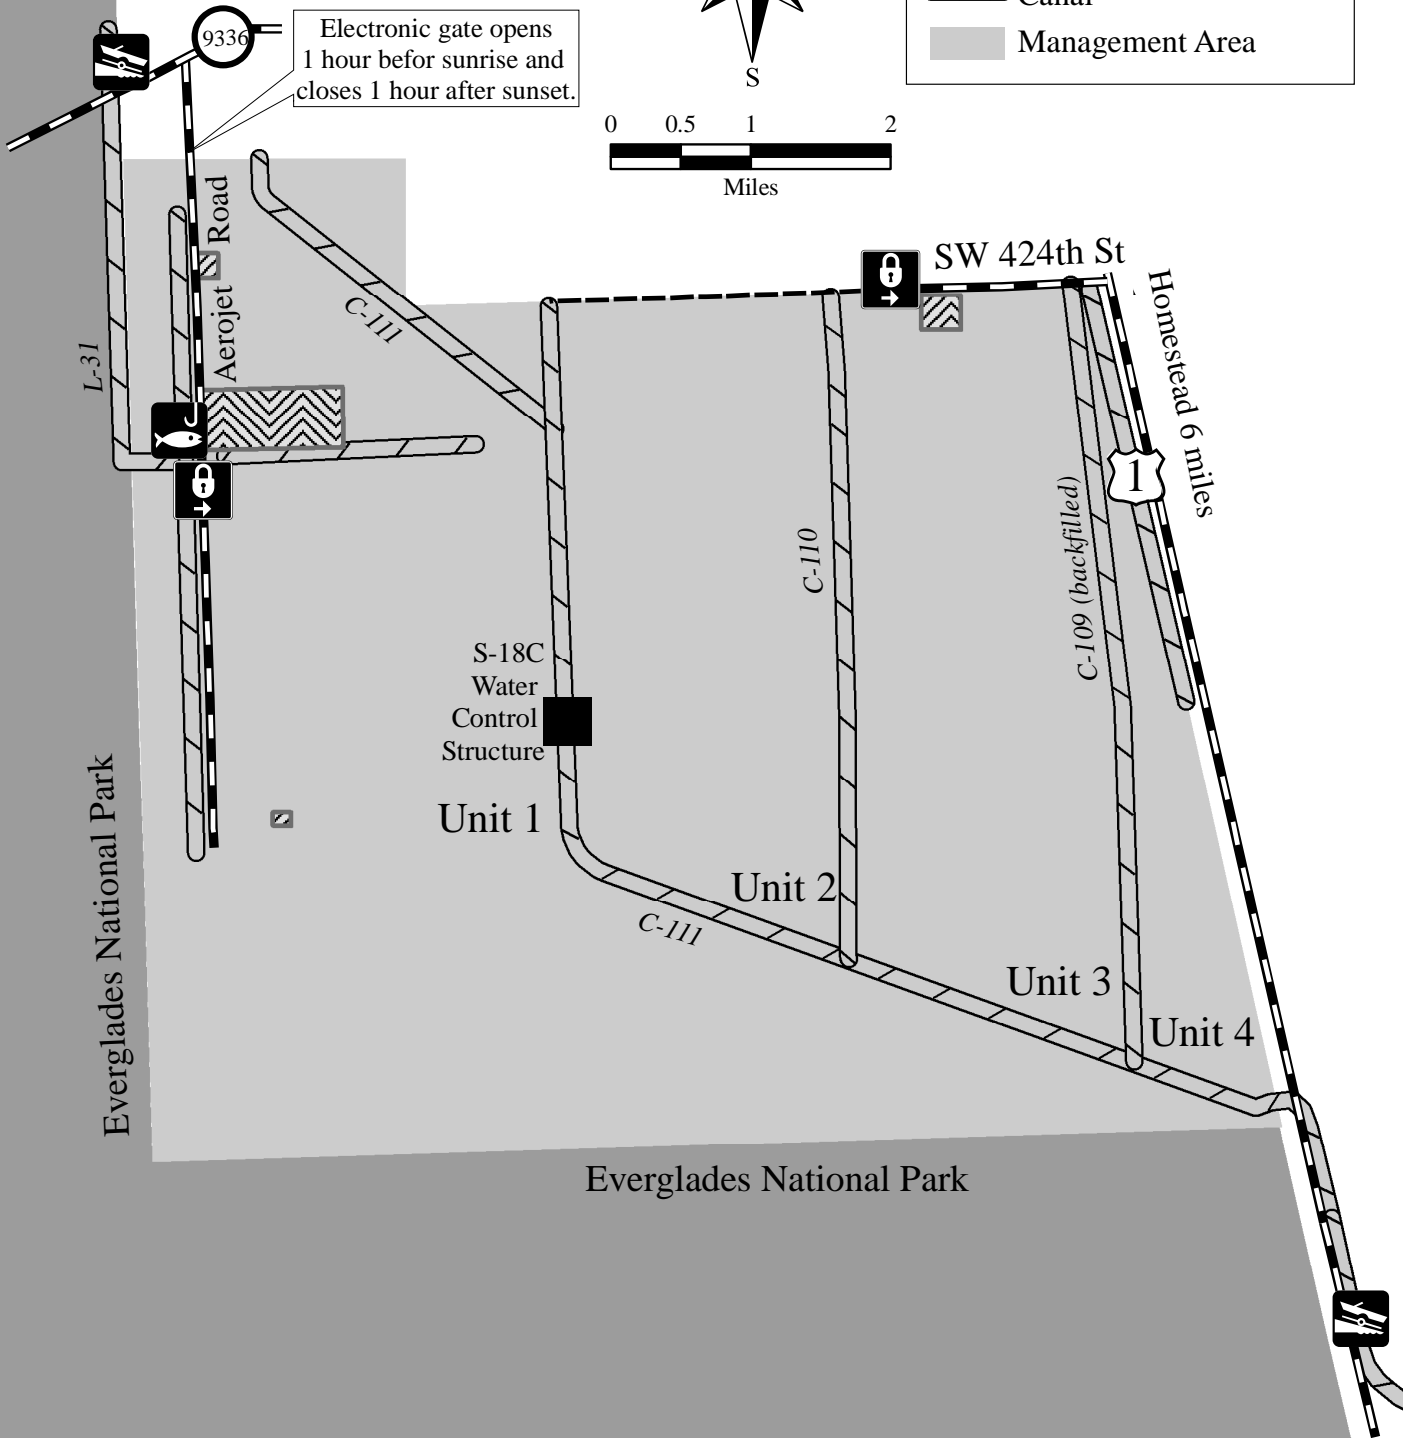 Canal
Management Area
9336
Electronic gate opens
1 hour befor sunrise and
closes 1 hour after sunset.
S
0 0.5 1 2
Miles
Aerojet Road
C-111
L-31
SW 424th St
Homestead 6 miles
1
C-110
C-109 (backfilled)
S-18C
Water
Control
Structure
Unit 1
Unit 2
C-111
Unit 3
Unit 4
Everglades National Park
Everglades National Park